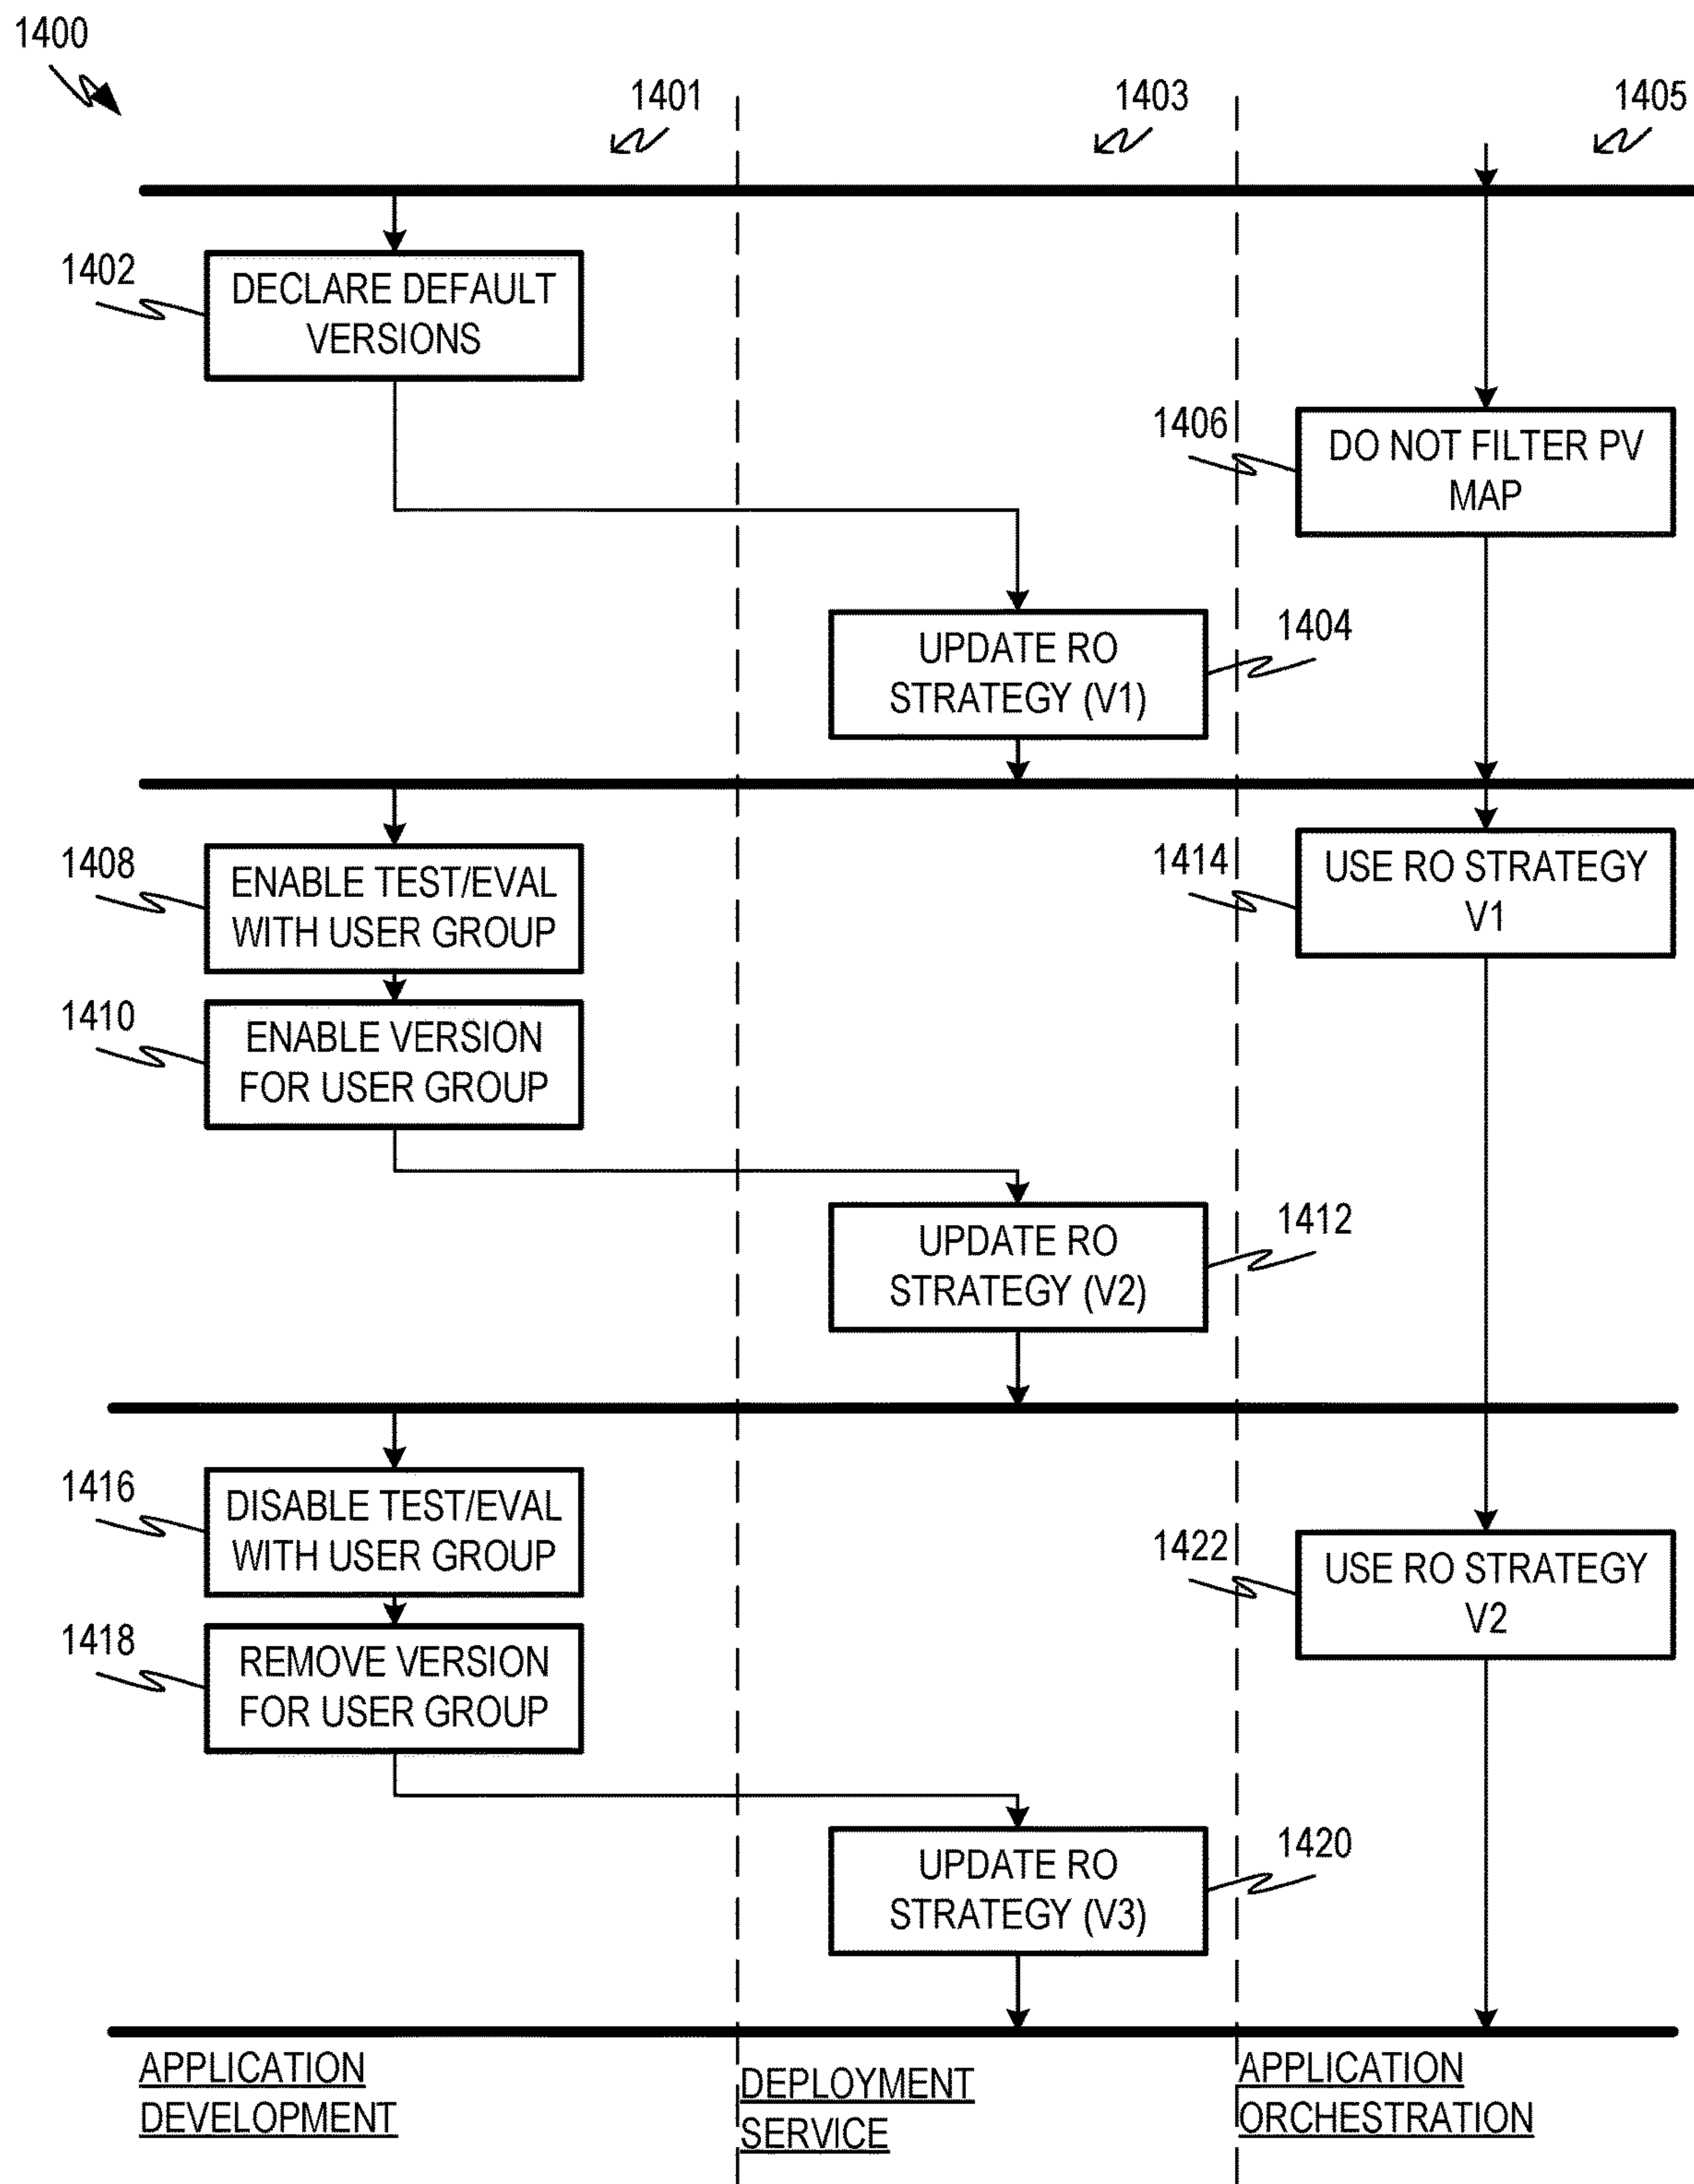 1400
1401
1403
1405
1402
DECLARE DEFAULT
VERSIONS
1406
DO NOT FILTER PV
MAP
1404
UPDATE RO
STRATEGY (V1)
1408
ENABLE TEST/EVAL
WITH USER GROUP
1414
USE RO STRATEGY
V1
1410
ENABLE VERSION
FOR USER GROUP
1412
UPDATE RO
STRATEGY (V2)
1416
DISABLE TEST/EVAL
WITH USER GROUP
1422
USE RO STRATEGY
V2
1418
REMOVE VERSION
FOR USER GROUP
1420
UPDATE RO
STRATEGY (V3)
APPLICATION
DEVELOPMENT
DEPLOYMENT
SERVICE
APPLICATION
ORCHESTRATION